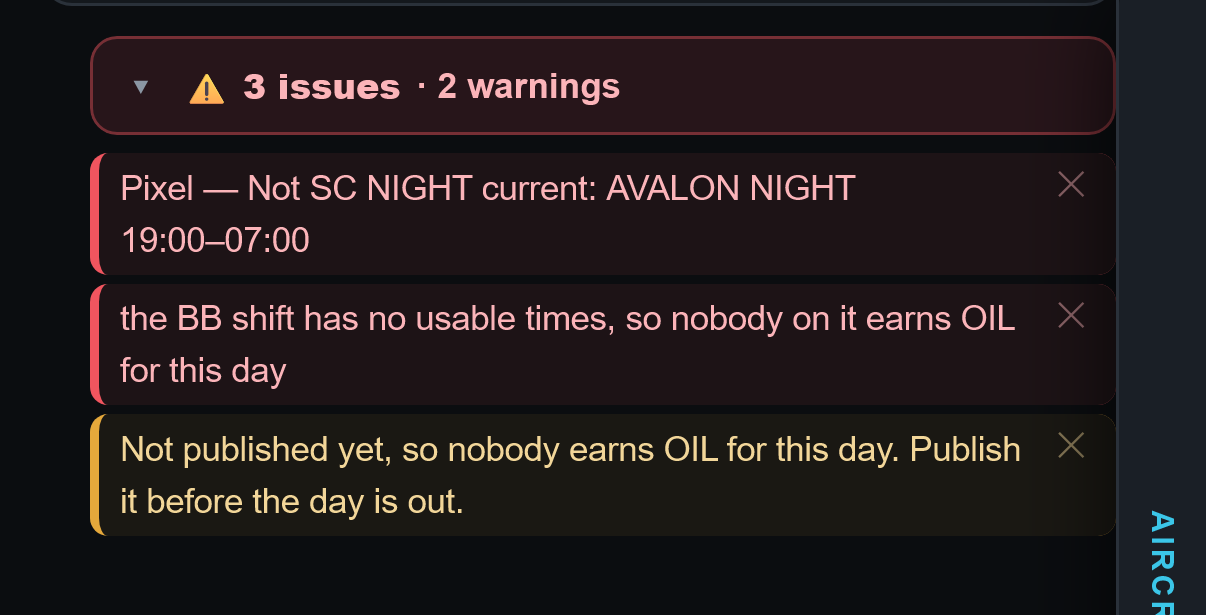 3 issues · 2 warnings
Pixel — Not SC NIGHT current: AVALON NIGHT
19:00–07:00
the BB shift has no usable times, so nobody on it earns OIL
for this day
Not published yet, so nobody earns OIL for this day. Publish
it before the day is out.